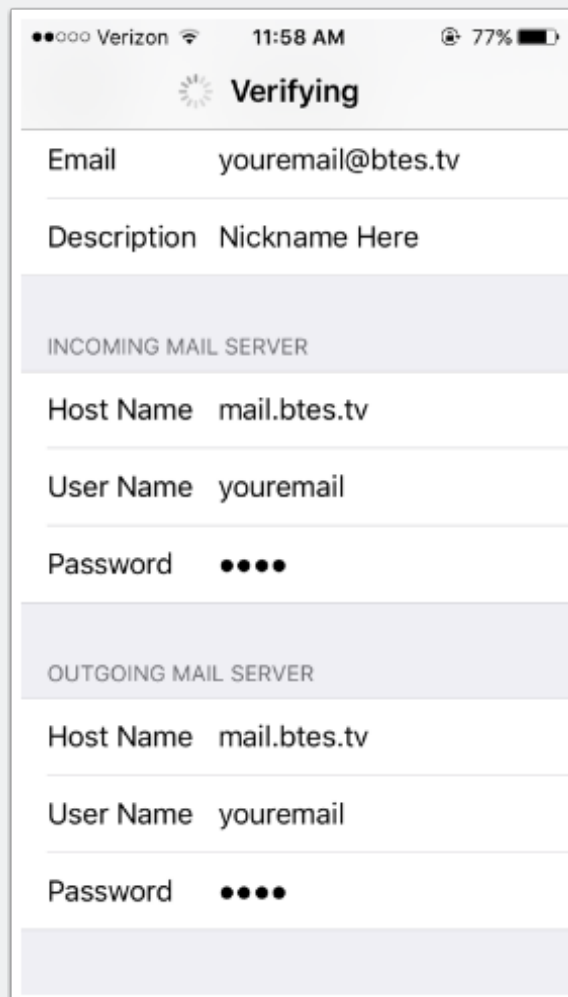 ●●○○○ Verizon 11:58 AM 77%
Verifying
Email youremail@btes.tv
Description Nickname Here
INCOMING MAIL SERVER
Host Name mail.btes.tv
User Name youremail
Password ●●●●
OUTGOING MAIL SERVER
Host Name mail.btes.tv
User Name youremail
Password ●●●●